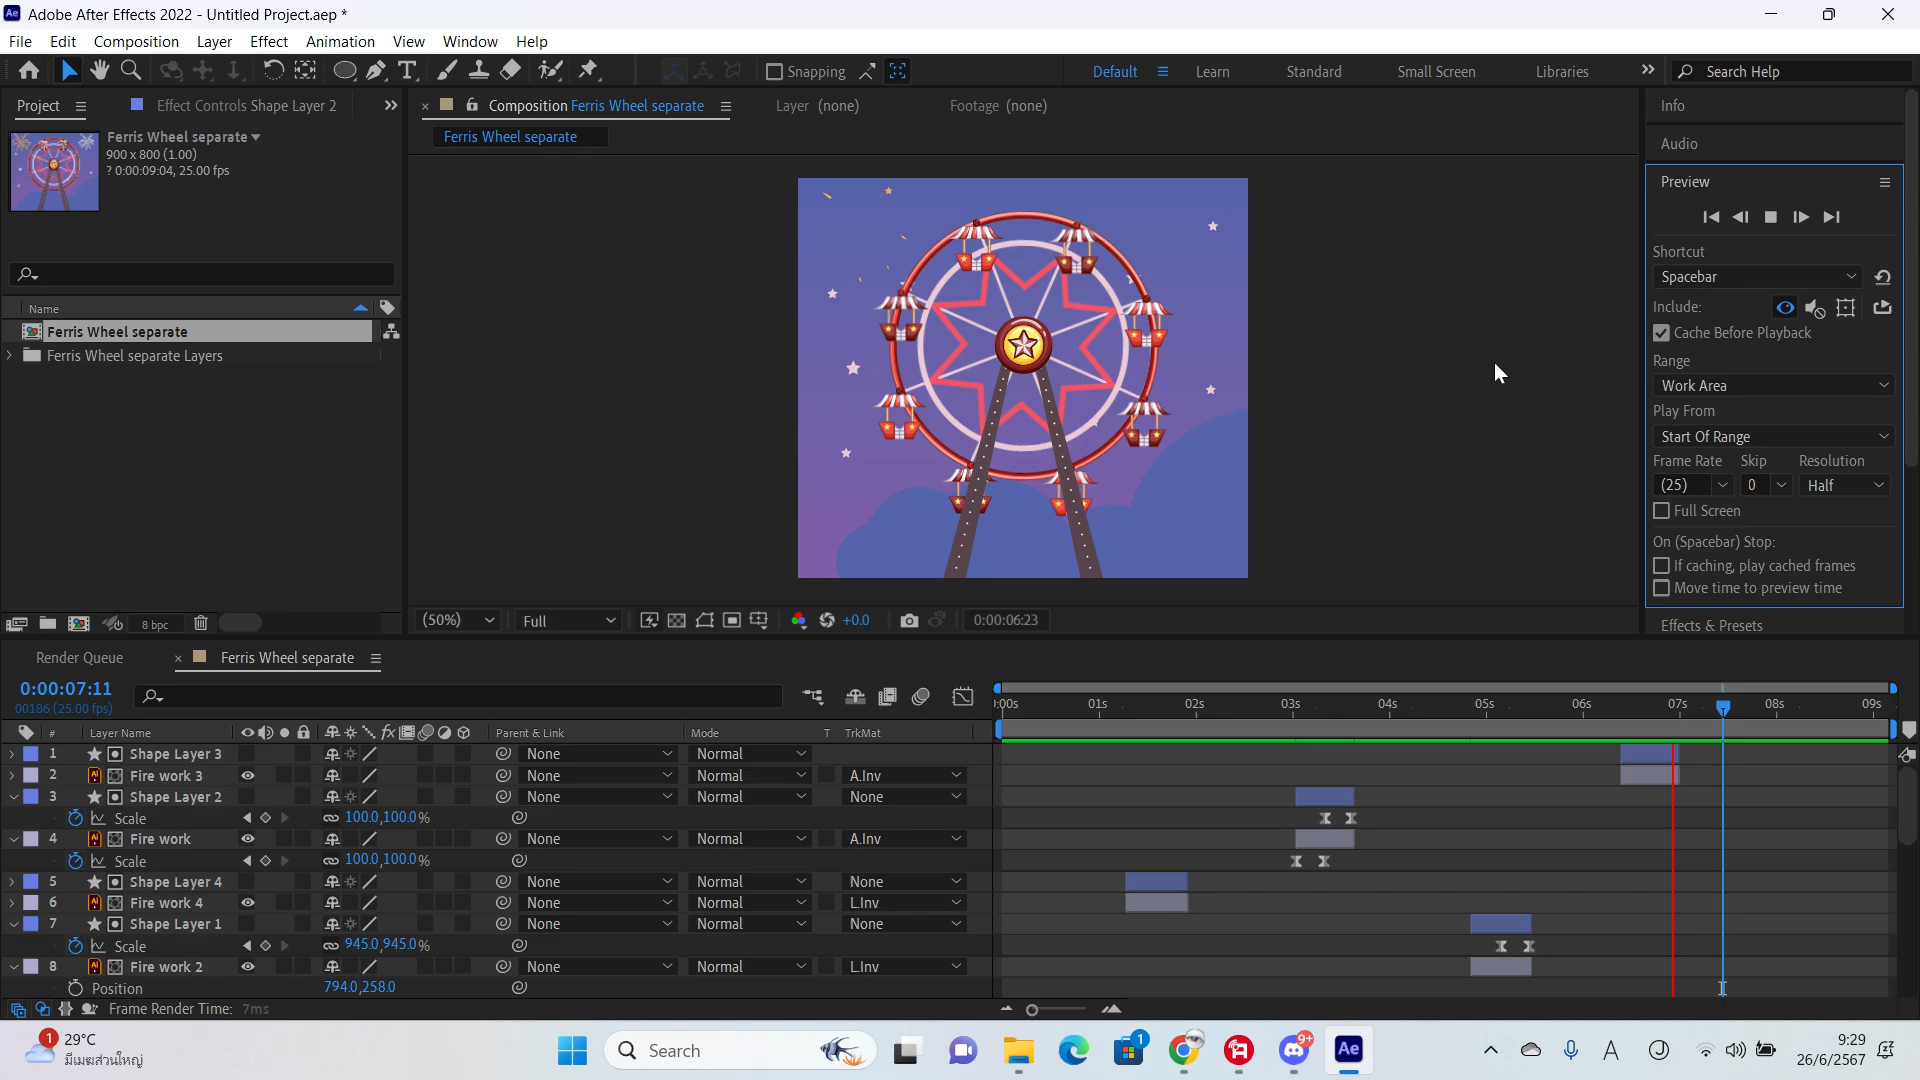 Adobe After Effects 2022 - Untitled Project.aep *
File Edit Composition Layer Effect Animation View Window Help
Snapping
Default Learn Standard Small Screen Libraries
Search Help
Project
Effect Controls Shape Layer 2
Composition Ferris Wheel separate
Layer (none)
Footage (none)
Ferris Wheel separate
Ferris Wheel separate
900 x 800 (1.00)
? 0:00:09:04, 25.00 fps
Name
Ferris Wheel separate
Ferris Wheel separate Layers
8 bpc
(50%)
Full
+0.0
0:00:06:23
Info
Audio
Preview
Shortcut
Spacebar
Include:
Cache Before Playback
Range
Work Area
Play From
Start Of Range
Frame Rate Skip Resolution
(25) 0 Half
Full Screen
On (Spacebar) Stop:
If caching, play cached frames
Move time to preview time
Effects & Presets
Render Queue
Ferris Wheel separate
0:00:07:11
00186 (25.00 fps)
:00s 01s 02s 03s 04s 05s 06s 07s 08s 09s
# Layer Name Parent & Link Mode T TrkMat
1 Shape Layer 3 None Normal
2 Fire work 3 None Normal A.Inv
3 Shape Layer 2 None Normal None
Scale 100.0,100.0%
4 Fire work None Normal A.Inv
Scale 100.0,100.0%
5 Shape Layer 4 None Normal None
6 Fire work 4 None Normal L.Inv
7 Shape Layer 1 None Normal None
Scale 945.0,945.0%
8 Fire work 2 None Normal L.Inv
Position 794.0,258.0
Frame Render Time: 7ms
1
29°C
มีเมฆส่วนใหญ่
Search
1
9+
Ae
9:29
26/6/2567